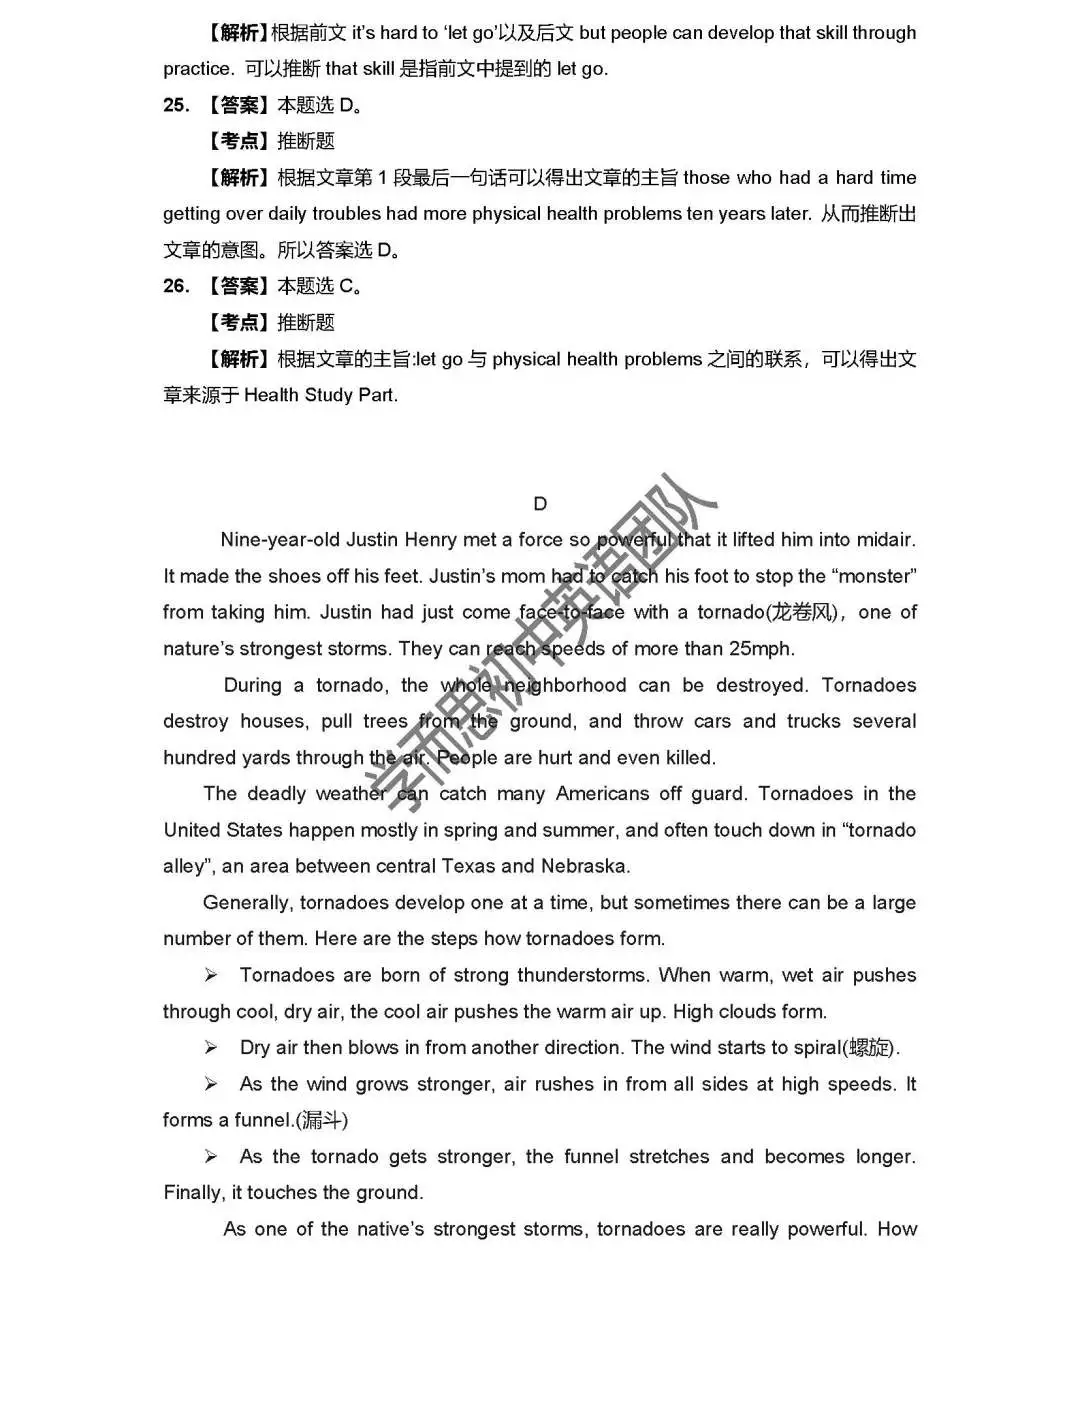 【解析】根据前文 it’s hard to ‘let go’以及后文 but people can develop that skill through
practice. 可以推断 that skill 是指前文中提到的 let go.
25. 【答案】本题选 D。
【考点】推断题
【解析】根据文章第 1 段最后一句话可以得出文章的主旨 those who had a hard time
getting over daily troubles had more physical health problems ten years later. 从而推断出
文章的意图。所以答案选 D。
26. 【答案】本题选 C。
【考点】推断题
【解析】根据文章的主旨:let go 与 physical health problems 之间的联系，可以得出文
章来源于 Health Study Part.
D
Nine-year-old Justin Henry met a force so powerful that it lifted him into midair.
It made the shoes off his feet. Justin’s mom had to catch his foot to stop the “monster”
from taking him. Justin had just come face-to-face with a tornado(龙卷风)，one of
nature’s strongest storms. They can reach speeds of more than 25mph.
During a tornado, the whole neighborhood can be destroyed. Tornadoes
destroy houses, pull trees from the ground, and throw cars and trucks several
hundred yards through the air. People are hurt and even killed.
The deadly weather can catch many Americans off guard. Tornadoes in the
United States happen mostly in spring and summer, and often touch down in “tornado
alley”, an area between central Texas and Nebraska.
Generally, tornadoes develop one at a time, but sometimes there can be a large
number of them. Here are the steps how tornadoes form.
➢ Tornadoes are born of strong thunderstorms. When warm, wet air pushes
through cool, dry air, the cool air pushes the warm air up. High clouds form.
➢ Dry air then blows in from another direction. The wind starts to spiral(螺旋).
➢ As the wind grows stronger, air rushes in from all sides at high speeds. It
forms a funnel.(漏斗)
➢ As the tornado gets stronger, the funnel stretches and becomes longer.
Finally, it touches the ground.
As one of the native’s strongest storms, tornadoes are really powerful. How
学而思初中英语团队